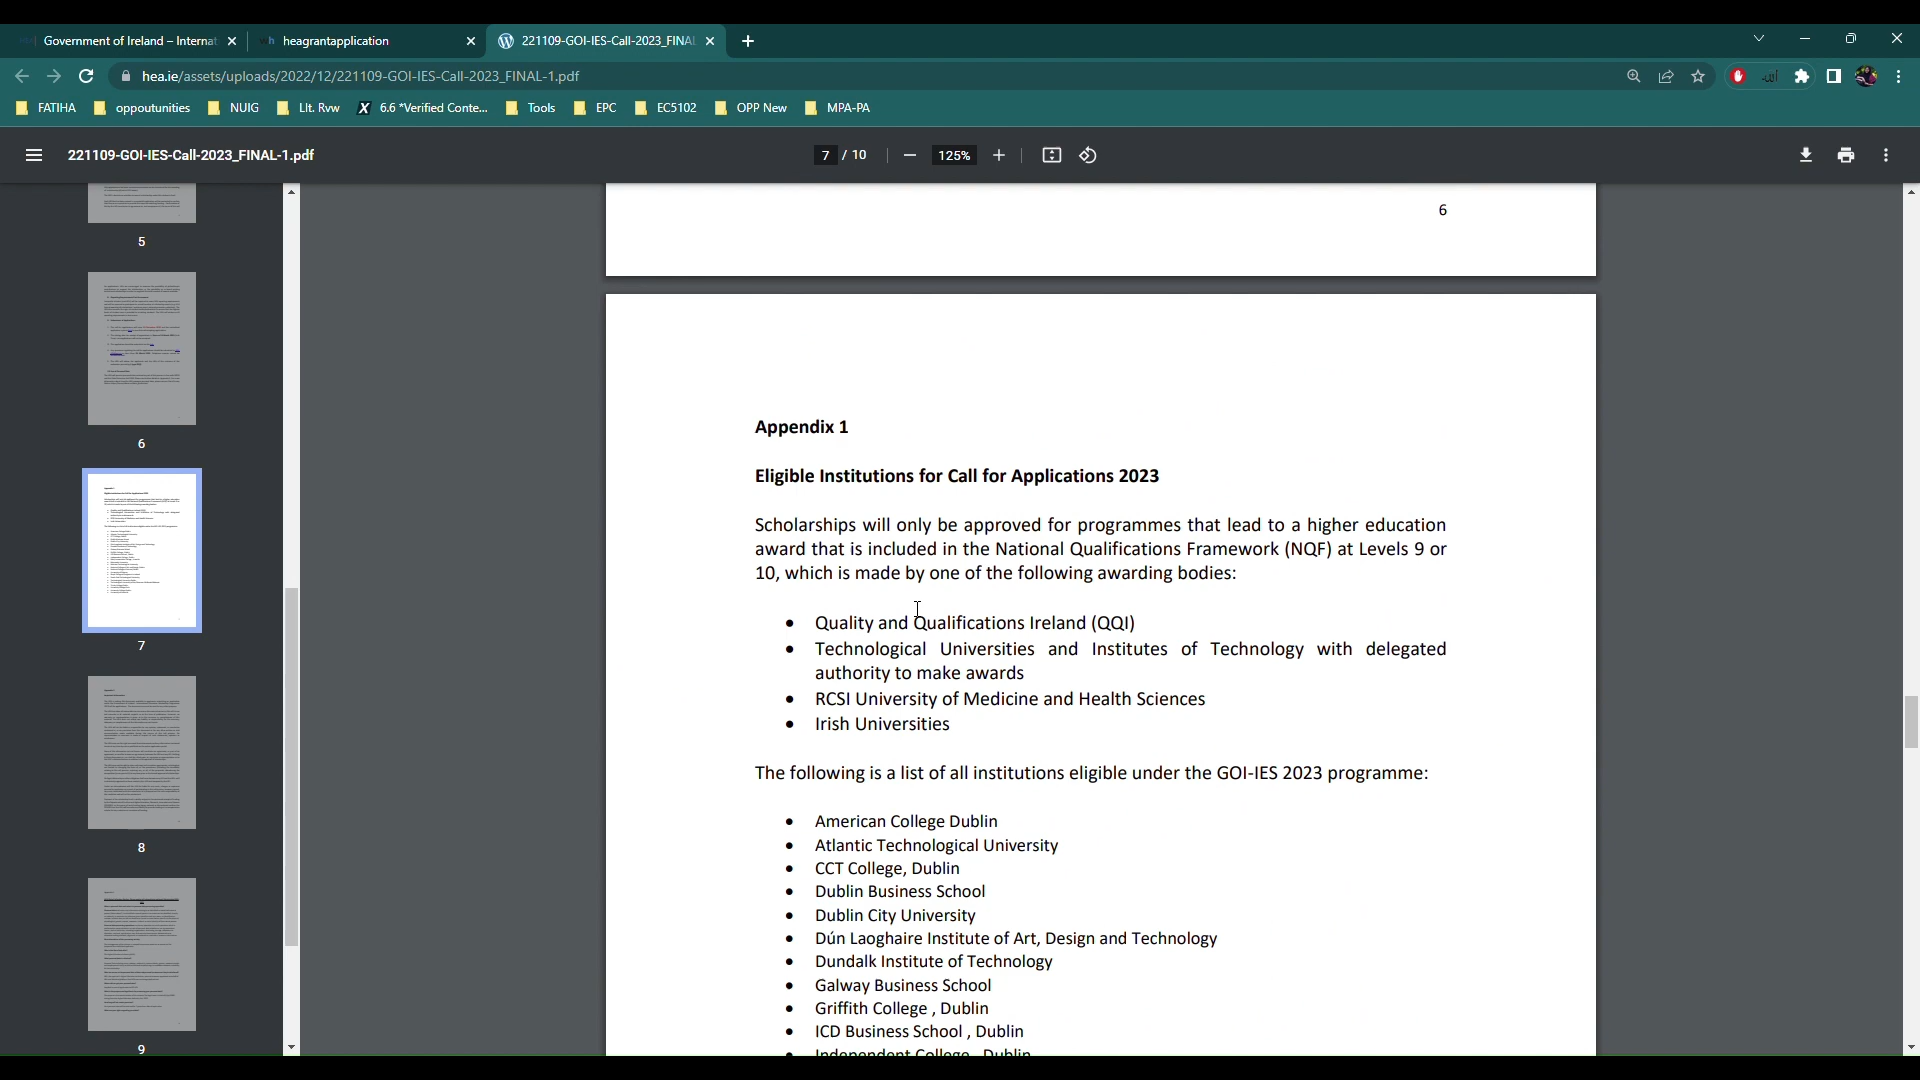 Government of Ireland – Internat
heagrantapplication
221109-GOI-IES-Call-2023_FINAL
hea.ie/assets/uploads/2022/12/221109-GOI-IES-Call-2023_FINAL-1.pdf
FATIHA oppoutunities NUIG LIt. Rvw 6.6 *Verified Conte... Tools EPC EC5102 OPP New MPA-PA
221109-GOI-IES-Call-2023_FINAL-1.pdf 7 / 10 125%
5
6
7
8
9
6
Appendix 1
Eligible Institutions for Call for Applications 2023
Scholarships will only be approved for programmes that lead to a higher education
award that is included in the National Qualifications Framework (NQF) at Levels 9 or
10, which is made by one of the following awarding bodies:
• Quality and Qualifications Ireland (QQI)
• Technological Universities and Institutes of Technology with delegated
authority to make awards
• RCSI University of Medicine and Health Sciences
• Irish Universities
The following is a list of all institutions eligible under the GOI-IES 2023 programme:
• American College Dublin
• Atlantic Technological University
• CCT College, Dublin
• Dublin Business School
• Dublin City University
• Dún Laoghaire Institute of Art, Design and Technology
• Dundalk Institute of Technology
• Galway Business School
• Griffith College , Dublin
• ICD Business School , Dublin
• Independent College Dublin